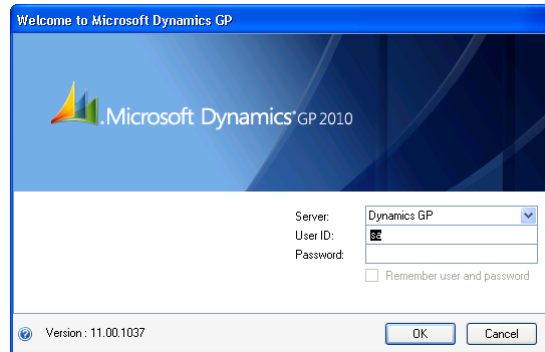 Welcome to Microsoft Dynamics GP
Microsoft Dynamics® GP 2010
Server: Dynamics GP
User ID: sa
Password:
Remember user and password
Version : 11.00.1037 OK Cancel